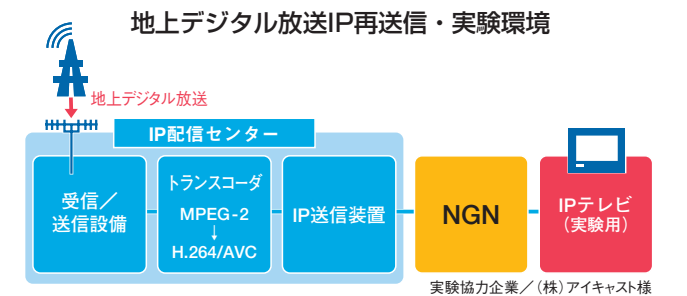 地上デジタル放送IP再送信・実験環境
地上デジタル放送
IP配信センター
受信／
送信設備
トランスコーダ
MPEG-2
↓
H.264/AVC
IP送信装置
NGN
IPテレビ
（実験用）
実験協力企業／（株）アイキャスト様